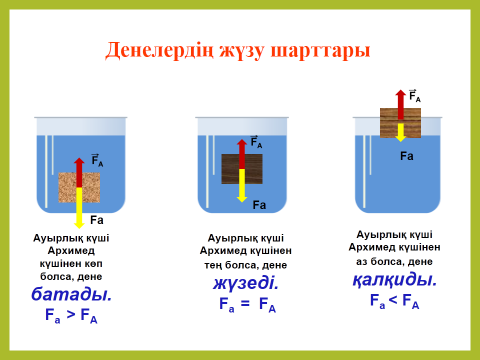 Денелердің жүзу шарттары
F⃗A
Fa
Ауырлық күші
Архимед
күшінен көп
болса, дене
батады.
Fa > FA
F⃗A
Fa
Ауырлық күші
Архимед күшінен
тең болса, дене
жүзеді.
Fa = FA
F⃗A
Fa
Ауырлық күші
Архимед күшінен
аз болса, дене
қалқиды.
Fa < FA